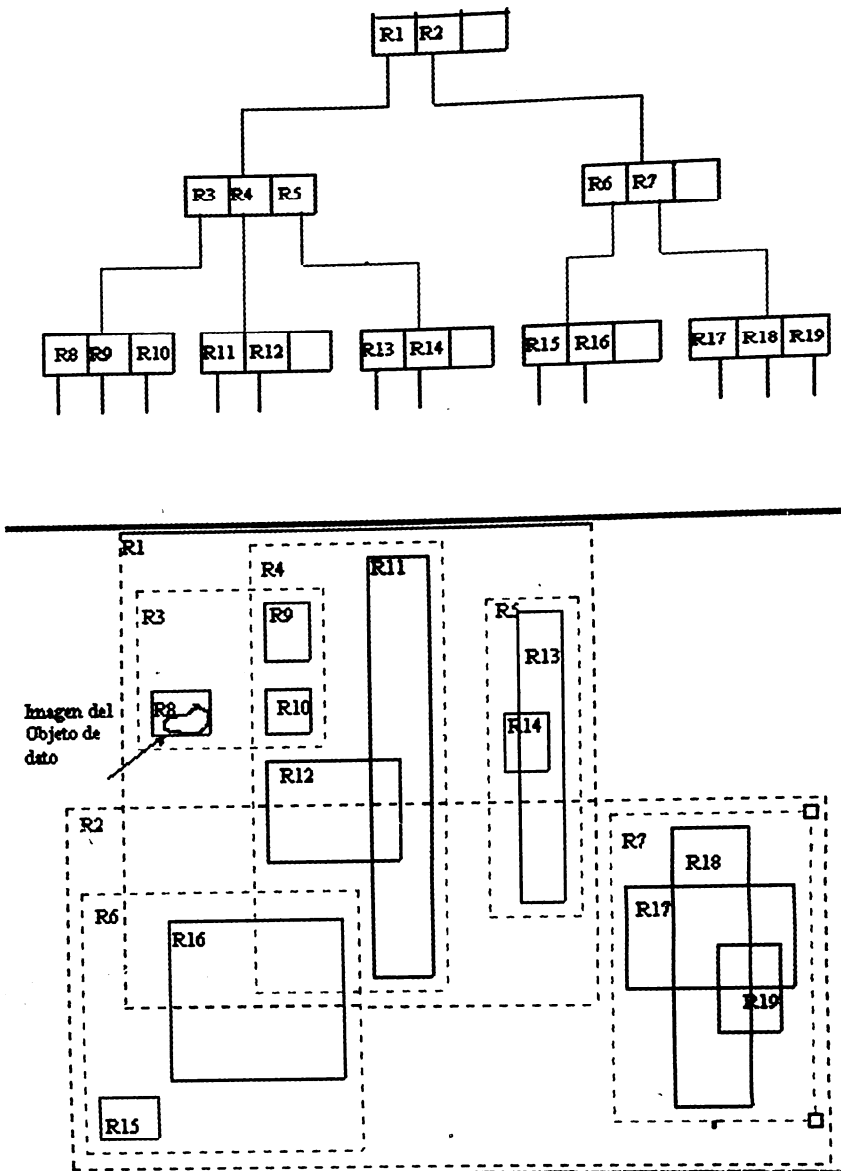 R1 R2
R3 R4 R5
R6 R7
R8 R9 R10
R11 R12
R13 R14
R15 R16
R17 R18 R19
R1
R4
R11
R3
R9
R5
R13
R8
R10
R14
Imagen del
Objeto de
dato
R12
R2
R7
R18
R6
R17
R16
R19
R15